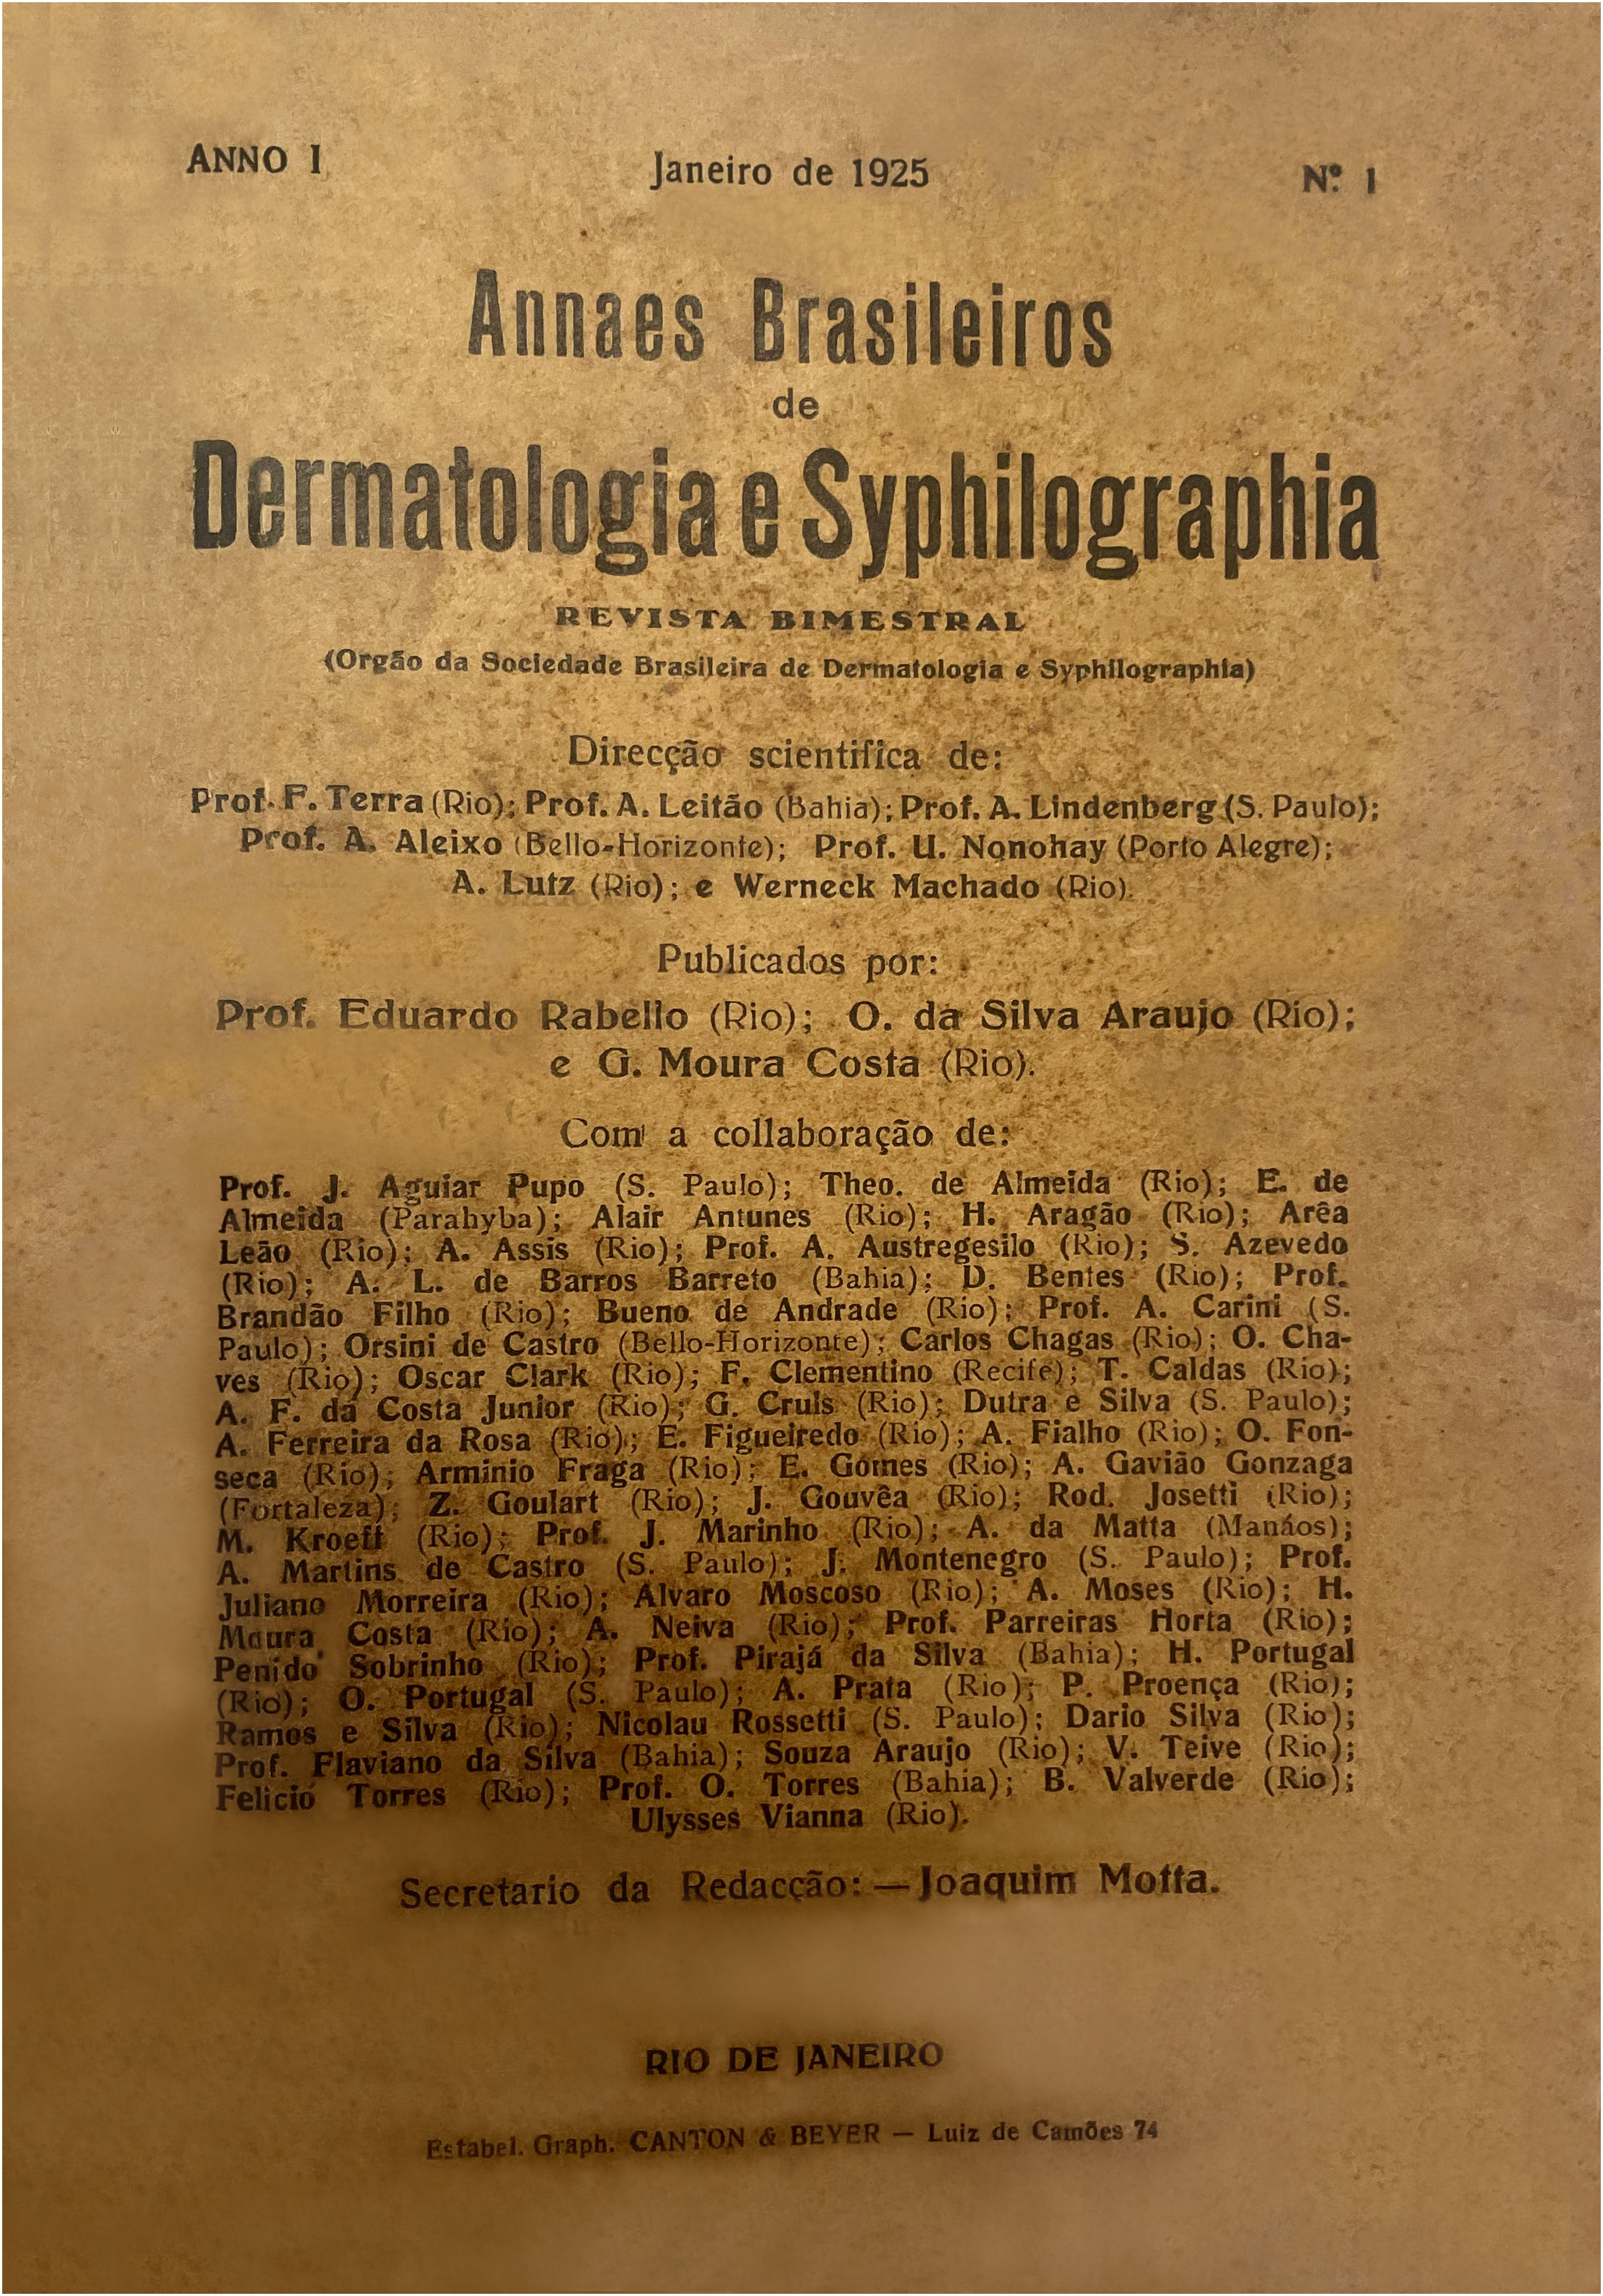 ANNO I
Janeiro de 1925
Nº. 1
Annaes Brasileiros
de
Dermatologia e Syphilographia
REVISTA BIMESTRAL
(Orgão da Sociedade Brasileira de Dermatologia e Syphilographia)
Direcção scientifica de:
Prof. F. Terra (Rio); Prof. A. Leitão (Bahia); Prof. A. Lindenberg (S. Paulo);
Prof. A. Aleixo (Bello-Horizonte); Prof. U. Nonohay (Porto Alegre);
A. Lutz (Rio); e Werneck Machado (Rio).
Publicados por:
Prof. Eduardo Rabello (Rio); O. da Silva Araujo (Rio);
e G. Moura Costa (Rio).
Com a collaboração de:
Prof. J. Aguiar Pupo (S. Paulo); Theo. de Almeida (Rio); E. de
Almeida (Parahyba); Alair Antunes (Rio); H. Aragão (Rio); Arêa
Leão (Rio); A. Assis (Rio); Prof. A. Austregesilo (Rio); S. Azevedo
(Rio); A. L. de Barros Barreto (Bahia); D. Bentes (Rio); Prof.
Brandão Filho (Rio); Bueno de Andrade (Rio); Prof. A. Carini (S.
Paulo); Orsini de Castro (Bello-Horizonte); Carlos Chagas (Rio); O. Cha-
ves (Rio); Oscar Clark (Rio); F. Clementino (Recife); T. Caldas (Rio);
A. F. da Costa Junior (Rio); G. Cruls (Rio); Dutra e Silva (S. Paulo);
A. Ferreira da Rosa (Rio); E. Figueiredo (Rio); A. Fialho (Rio); O. Fon-
seca (Rio); Arminio Fraga (Rio); E. Gomes (Rio); A. Gavião Gonzaga
(Fortaleza); Z. Goulart (Rio); J. Gouvêa (Rio); Rod. Josetti (Rio);
M. Kroeff (Rio); Prof. J. Marinho (Rio); A. da Matta (Manáos);
A. Martins de Castro (S. Paulo); J. Montenegro (S. Paulo); Prof.
Juliano Morreira (Rio); Alvaro Moscoso (Rio); A. Moses (Rio); H.
Moura Costa (Rio); A. Neiva (Rio); Prof. Parreiras Horta (Rio);
Penido Sobrinho (Rio); Prof. Pirajá da Silva (Bahia); H. Portugal
(Rio); O. Portugal (S. Paulo); A. Prata (Rio); P. Proença (Rio);
Ramos e Silva (Rio); Nicolau Rossetti (S. Paulo); Dario Silva (Rio);
Prof. Flaviano da Silva (Bahia); Souza Araujo (Rio); V. Teive (Rio);
Felicio Torres (Rio); Prof. O. Torres (Bahia); B. Valverde (Rio);
Ulysses Vianna (Rio).
Secretario da Redacção: — Joaquim Motta.
RIO DE JANEIRO
Estabel. Graph. CANTON & BEYER — Luiz de Camões 74